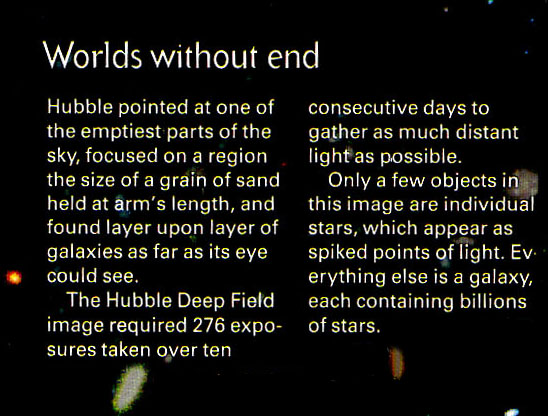 Worlds without end
Hubble pointed at one of
the emptiest parts of the
sky, focused on a region
the size of a grain of sand
held at arm's length, and
found layer upon layer of
galaxies as far as its eye
could see.
The Hubble Deep Field
image required 276 expo-
sures taken over ten
consecutive days to
gather as much distant
light as possible.
Only a few objects in
this image are individual
stars, which appear as
spiked points of light. Ev-
erything else is a galaxy,
each containing billions
of stars.